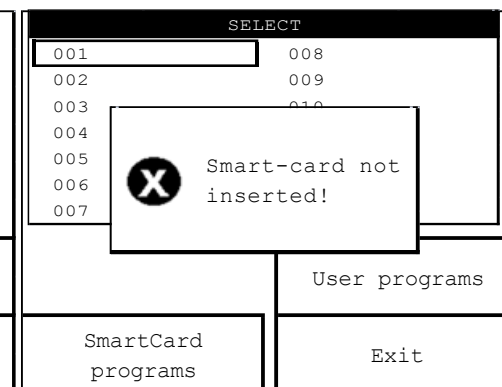 SELECT
001
008
002
009
003
010
004
005
006
007
Smart-card not
inserted!
User programs
SmartCard
programs
Exit